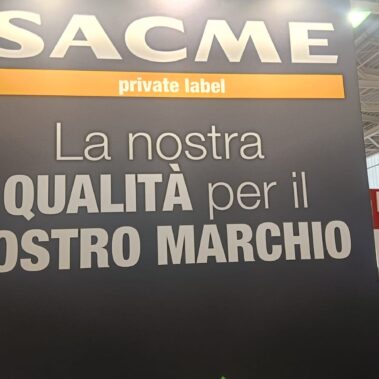 SACME
private label
La nostra
QUALITÀ per il
OSTRO MARCHIO